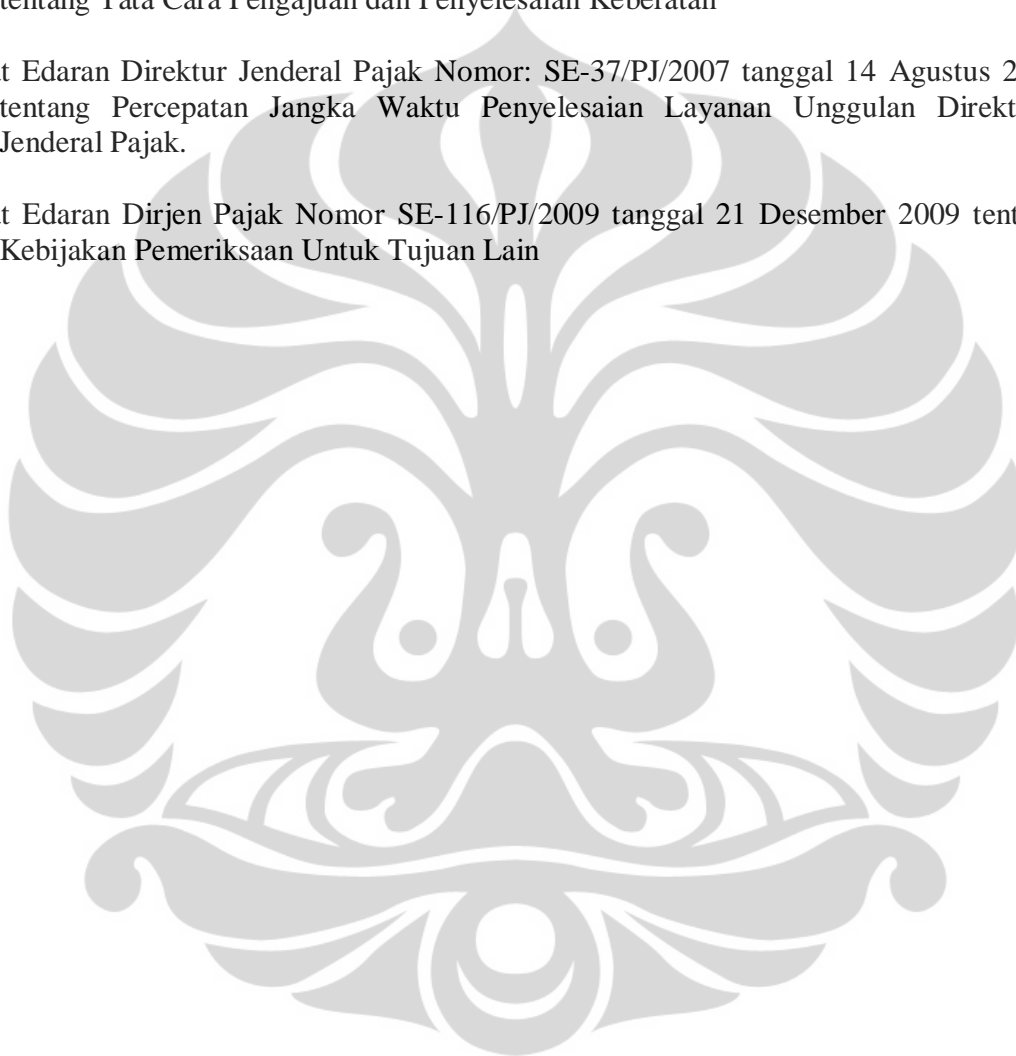 tentang Tata Cara Pengajuan dan Penyelesaian Keberatan
t Edaran Direktur Jenderal Pajak Nomor: SE-37/PJ/2007 tanggal 14 Agustus 2
tentang Percepatan Jangka Waktu Penyelesaian Layanan Unggulan Direkt
Jenderal Pajak.
t Edaran Dirjen Pajak Nomor SE-116/PJ/2009 tanggal 21 Desember 2009 tent
Kebijakan Pemeriksaan Untuk Tujuan Lain